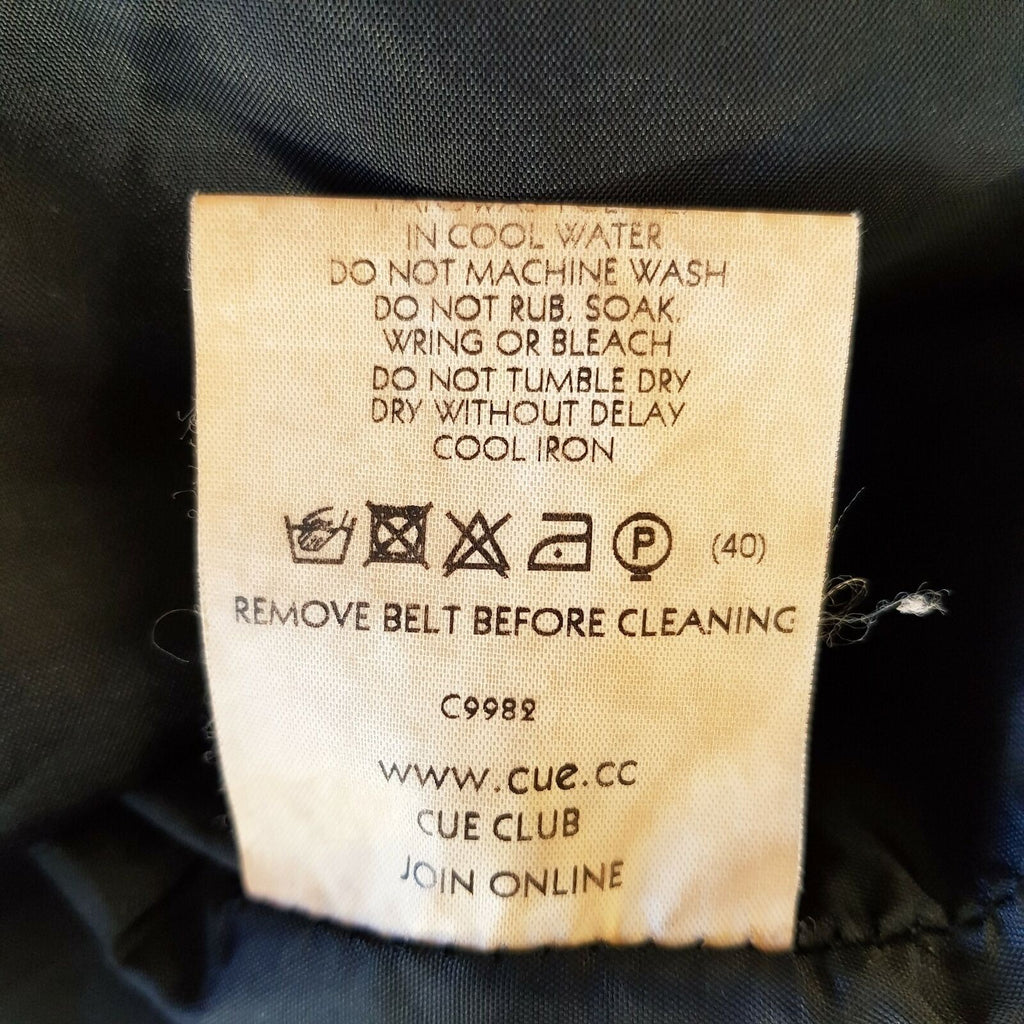 IN COOL WATER
DO NOT MACHINE WASH
DO NOT RUB, SOAK,
WRING OR BLEACH
DO NOT TUMBLE DRY
DRY WITHOUT DELAY
COOL IRON
P (40)
REMOVE BELT BEFORE CLEANING
C9982
www.cue.cc
CUE CLUB
JOIN ONLINE